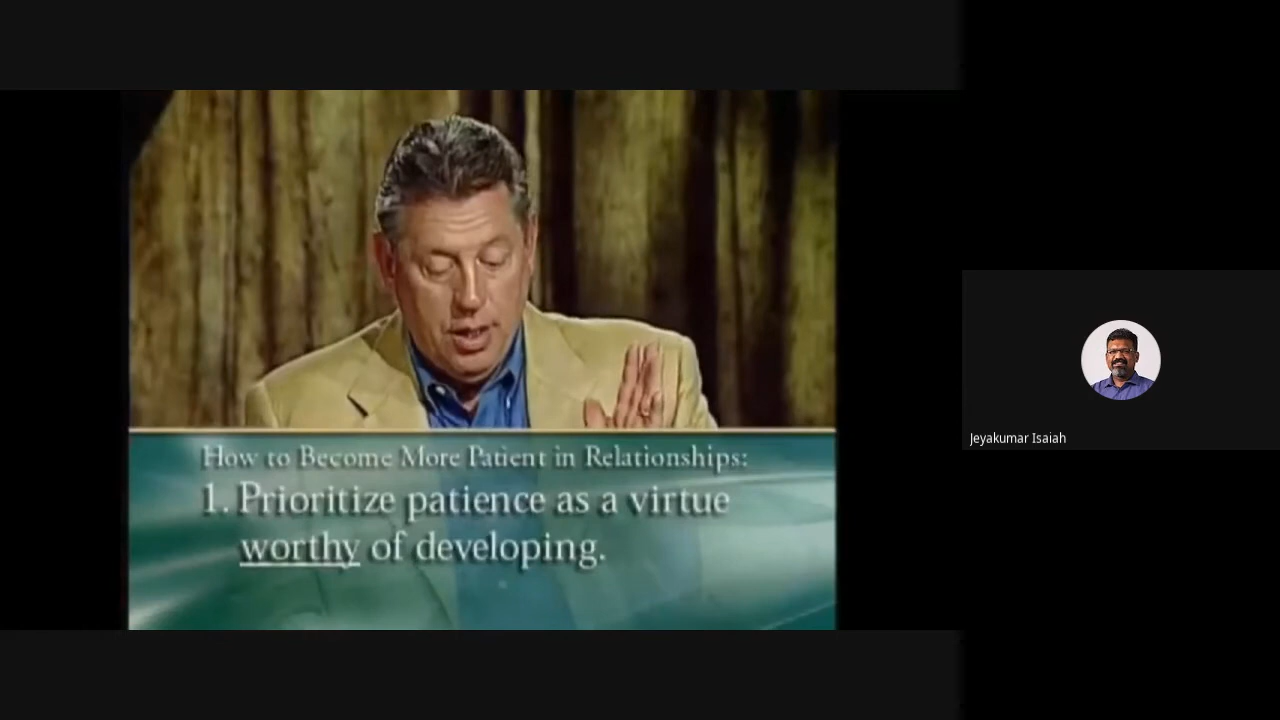 How to Become More Patient in Relationships:
1. Prioritize patience as a virtue
worthy of developing.
Jeyakumar Isaiah